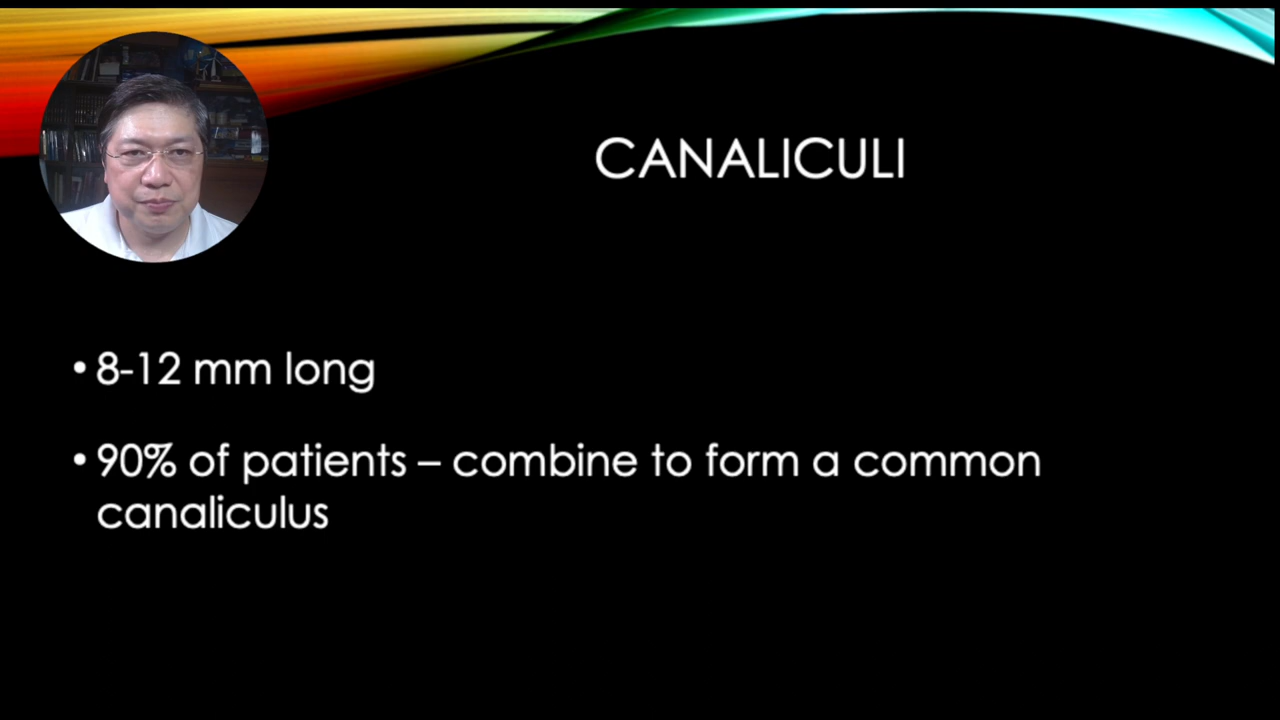 CANALICULI
• 8-12 mm long
• 90% of patients – combine to form a common
canaliculus